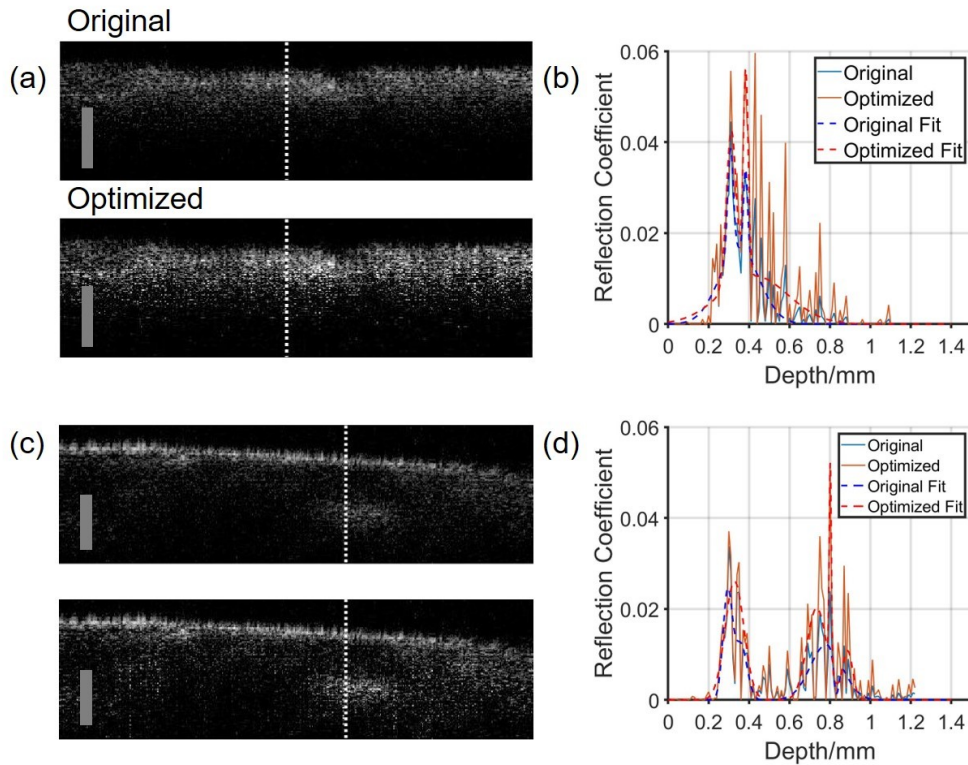 Original
(a)
Optimized
(b)
Reflection Coefficient
0.06
0.04
0.02
0
Original
Optimized
Original Fit
Optimized Fit
0 0.2 0.4 0.6 0.8 1 1.2 1.4
Depth/mm
(c)
(d)
Reflection Coefficient
0.06
0.04
0.02
0
Original
Optimized
Original Fit
Optimized Fit
0 0.2 0.4 0.6 0.8 1 1.2 1.4
Depth/mm